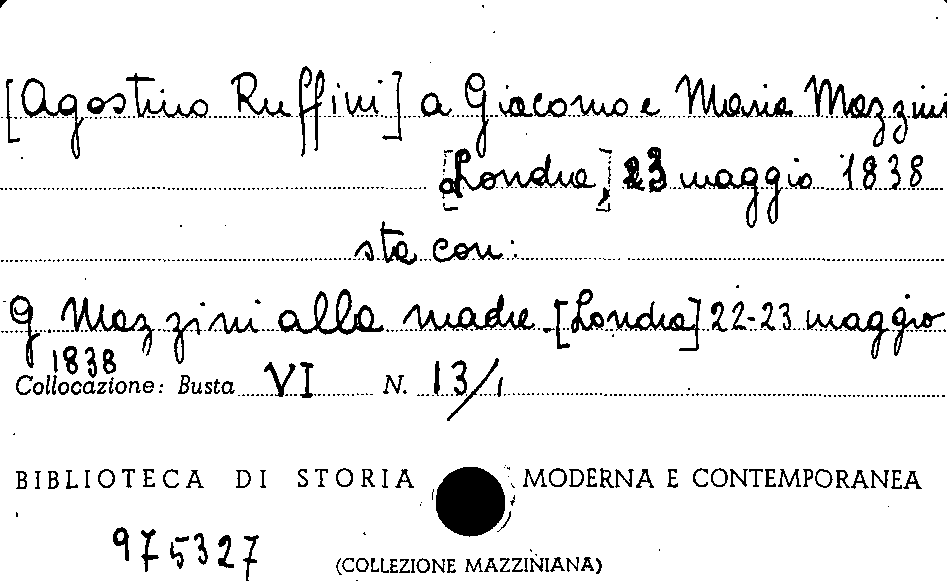 [Agostino Ruffini] a Giacomo e Maria Mazzini
[Londra], 23 maggio 1838
sta con:
G Mazzini alla madre. [Londra] 22-23 maggio
1838
Collocazione: Busta VI N. 13/1
BIBLIOTECA DI STORIA MODERNA E CONTEMPORANEA
975327
(COLLEZIONE MAZZINIANA)